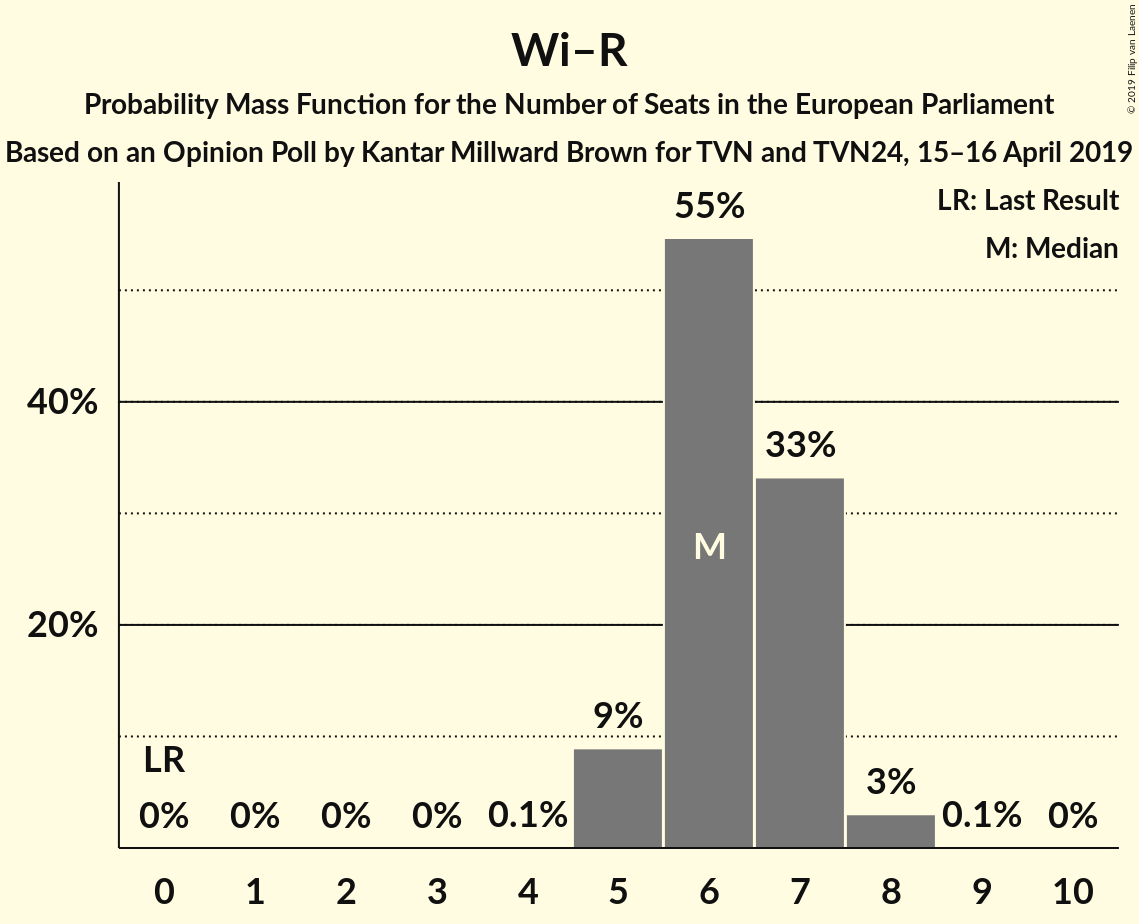 Wi–R
Probability Mass Function for the Number of Seats in the European Parliament
Based on an Opinion Poll by Kantar Millward Brown for TVN and TVN24, 15–16 April 2019
© 2019 Filip van Laenen
LR: Last Result
M: Median
55%
40%
33%
M
20%
9%
LR
3%
0% 0% 0% 0% 0.1% 0.1% 0%
0 1 2 3 4 5 6 7 8 9 10